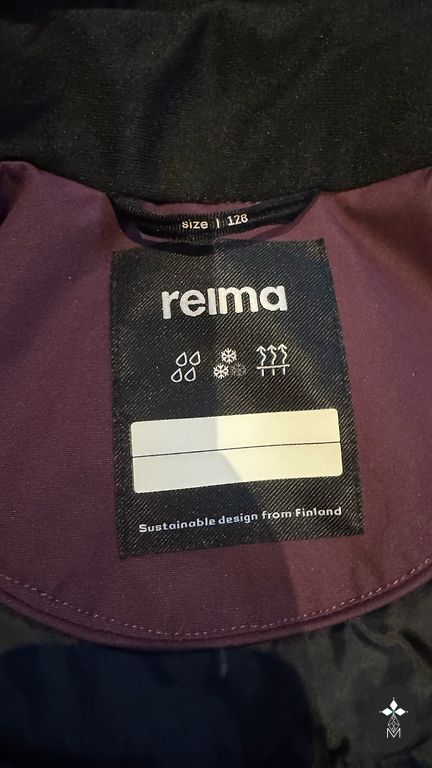 size | 128
reima
Sustainable design from Finland
M